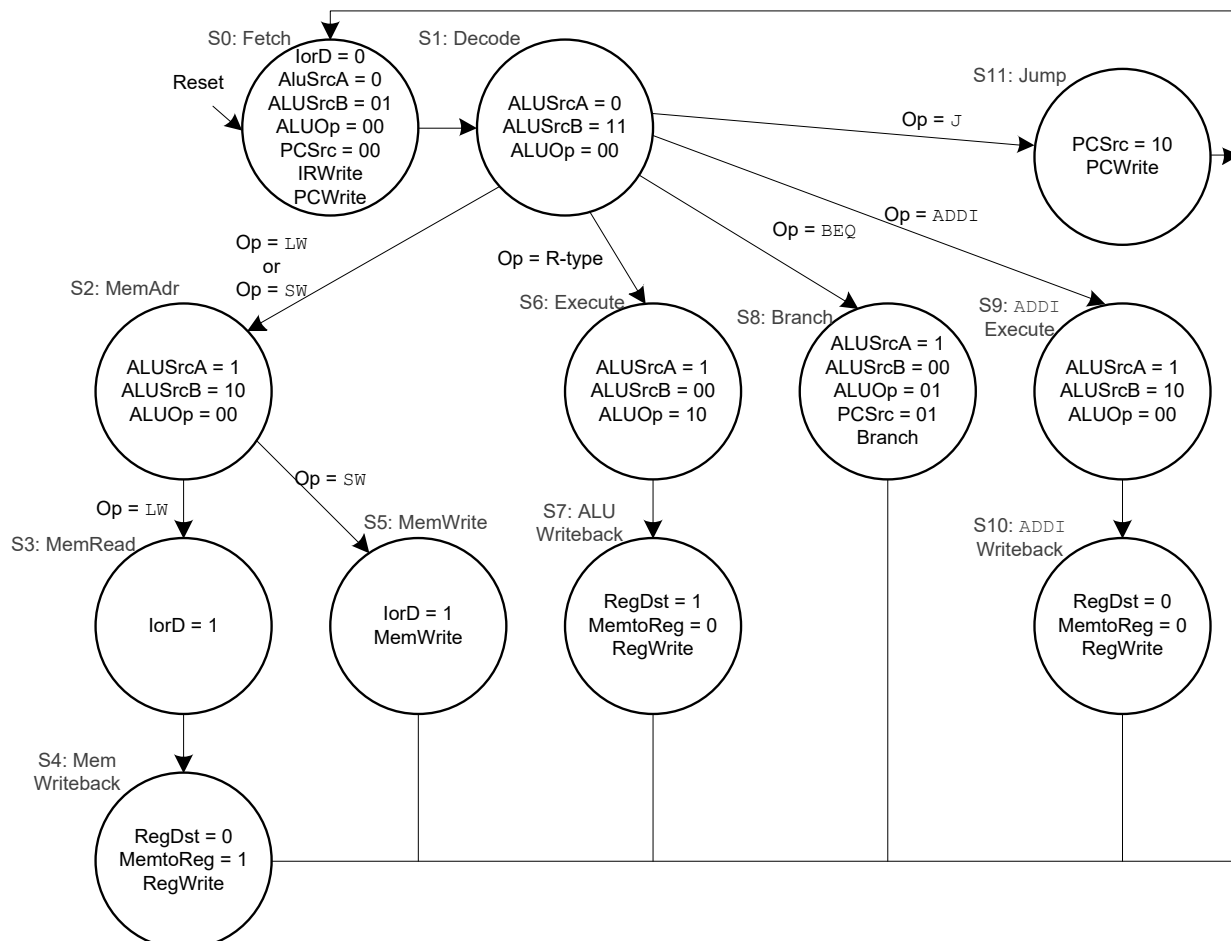 S0: Fetch
Reset
IorD = 0
AluSrcA = 0
ALUSrcB = 01
ALUOp = 00
PCSrc = 00
IRWrite
PCWrite
S1: Decode
ALUSrcA = 0
ALUSrcB = 11
ALUOp = 00
Op = J
S11: Jump
PCSrc = 10
PCWrite
Op = LW
or
Op = SW
Op = R-type
Op = BEQ
Op = ADDI
S2: MemAdr
ALUSrcA = 1
ALUSrcB = 10
ALUOp = 00
S6: Execute
ALUSrcA = 1
ALUSrcB = 00
ALUOp = 10
S8: Branch
ALUSrcA = 1
ALUSrcB = 00
ALUOp = 01
PCSrc = 01
Branch
S9: ADDI
Execute
ALUSrcA = 1
ALUSrcB = 10
ALUOp = 00
Op = LW
Op = SW
S3: MemRead
IorD = 1
S5: MemWrite
IorD = 1
MemWrite
S7: ALU
Writeback
RegDst = 1
MemtoReg = 0
RegWrite
S10: ADDI
Writeback
RegDst = 0
MemtoReg = 0
RegWrite
S4: Mem
Writeback
RegDst = 0
MemtoReg = 1
RegWrite